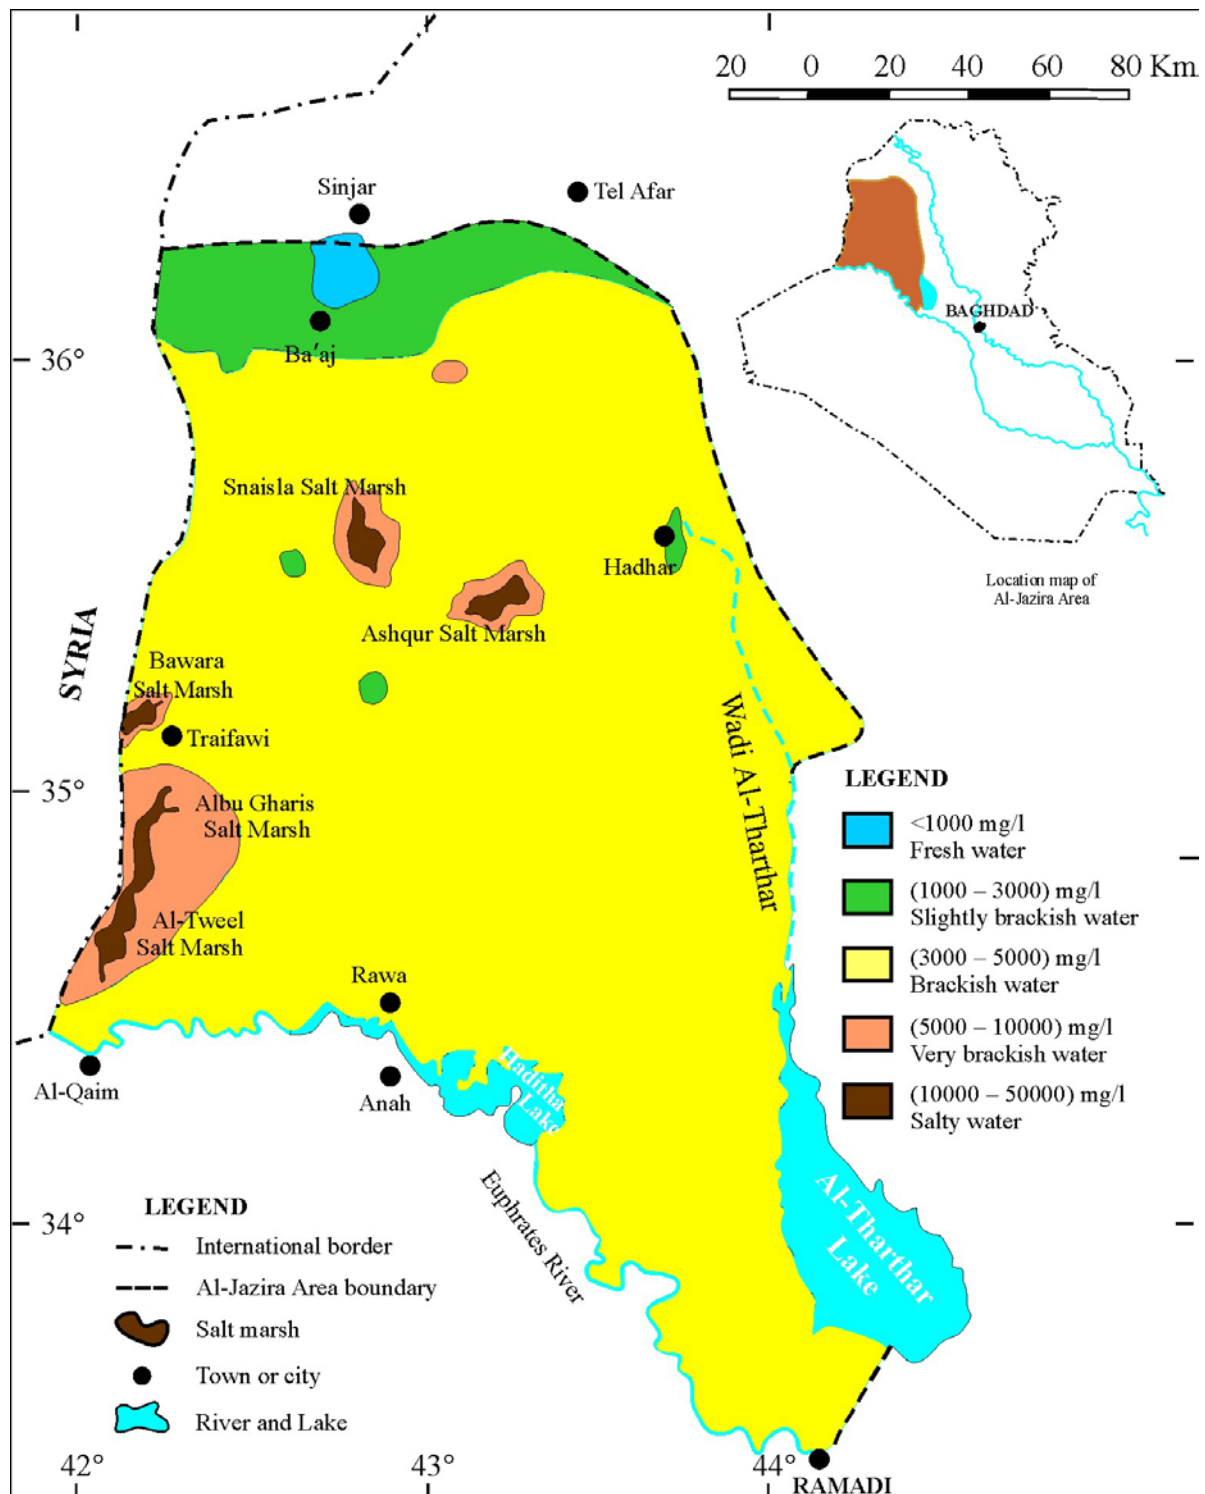 20 0 20 40 60 80 Km
Sinjar
Tel Afar
BAGHDAD
Ba'aj
36°
Snaisla Salt Marsh
Hadhar
Location map of
Al-Jazira Area
SYRIA
Ashqur Salt Marsh
Bawara
Salt Marsh
Traifawi
Wadi Al-Tharthar
35°
Albu Gharis
Salt Marsh
Al-Tweel
Salt Marsh
LEGEND
<1000 mg/l
Fresh water
(1000 – 3000) mg/l
Slightly brackish water
(3000 – 5000) mg/l
Brackish water
(5000 – 10000) mg/l
Very brackish water
(10000 – 50000) mg/l
Salty water
Rawa
Haditha
Lake
Al-Qaim
Anah
Euphrates River
Al-Tharthar
Lake
34°
LEGEND
International border
Al-Jazira Area boundary
Salt marsh
Town or city
River and Lake
42° 43° 44°
RAMADI